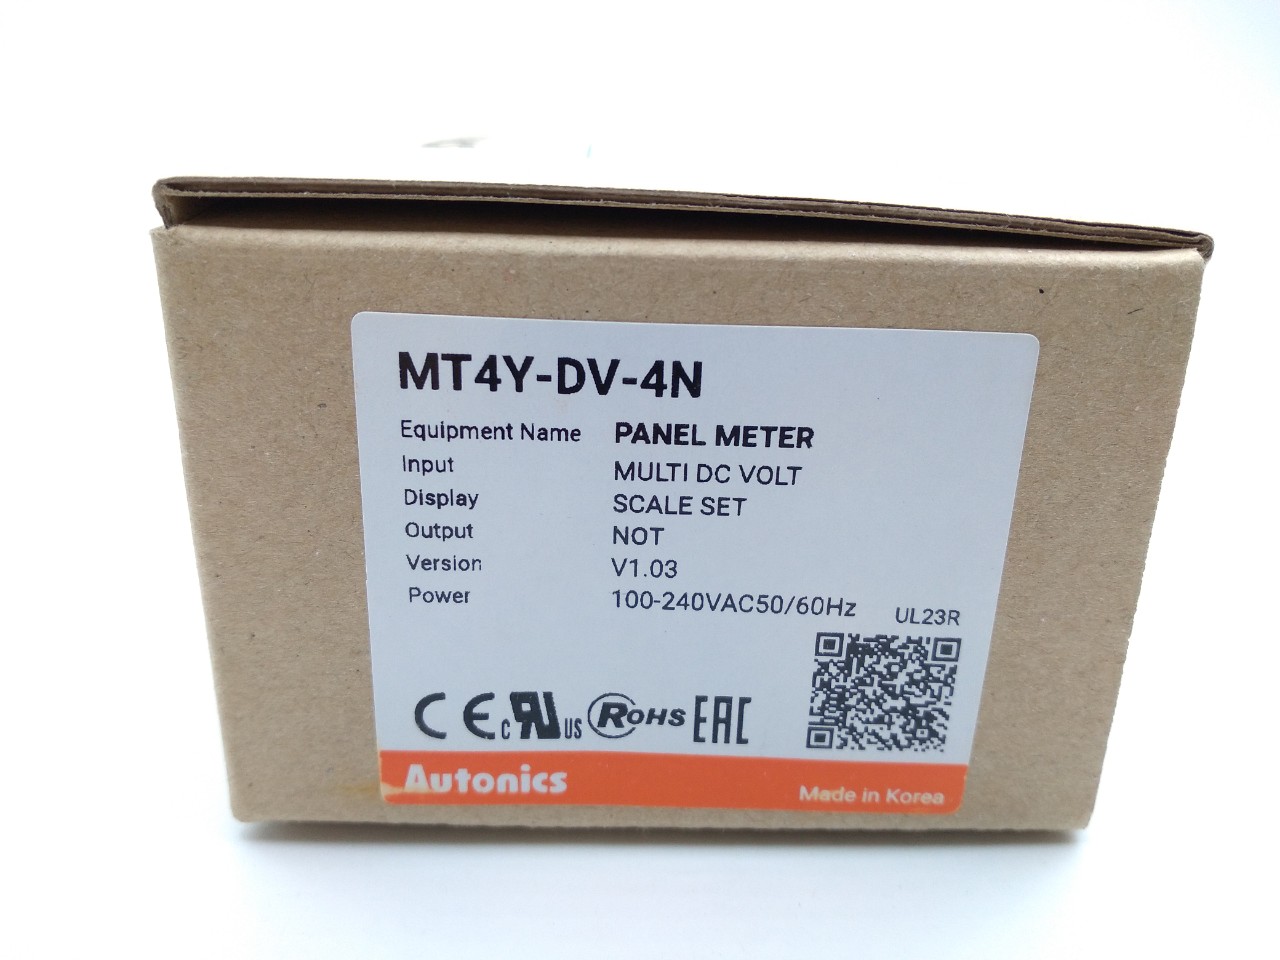 MT4Y-DV-4N
Equipment Name PANEL METER
Input MULTI DC VOLT
Display SCALE SET
Output NOT
Version V1.03
Power 100-240VAC50/60Hz
UL23R
CE c RU US RoHS EAC
Autonics
Made in Korea